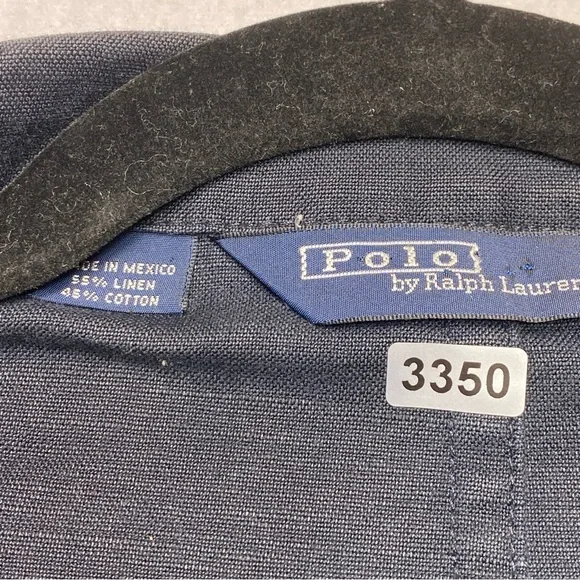 DE IN MEXICO
55% LINEN
45% COTTON
Polo
by Ralph Lauren
3350